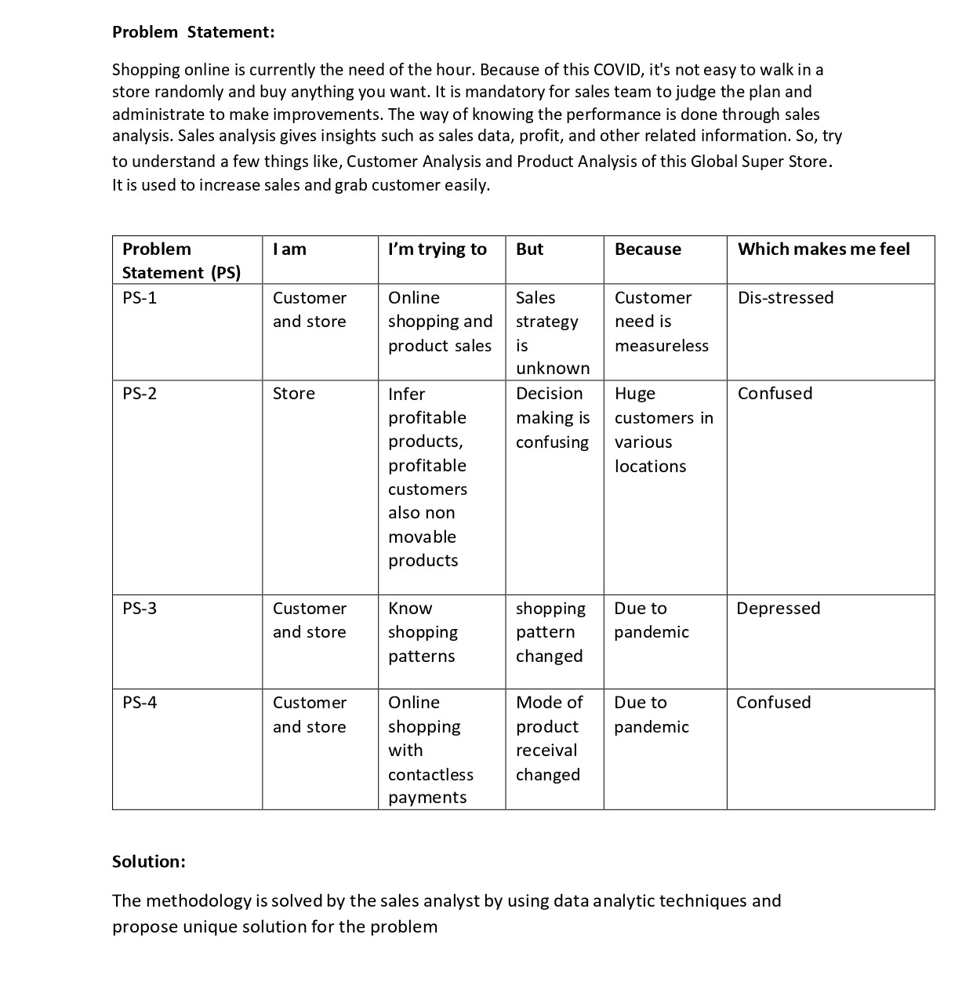 Problem Statement:
Shopping online is currently the need of the hour. Because of this COVID, it's not easy to walk in a
store randomly and buy anything you want. It is mandatory for sales team to judge the plan and
administrate to make improvements. The way of knowing the performance is done through sales
analysis. Sales analysis gives insights such as sales data, profit, and other related information. So, try
to understand a few things like, Customer Analysis and Product Analysis of this Global Super Store.
It is used to increase sales and grab customer easily.
Problem
Statement (PS)
I am
I'm trying to
But
Because
Which makes me feel
PS-1
Customer
and store
Online
shopping and
product sales
Sales
strategy
is
unknown
Customer
need is
measureless
Dis-stressed
PS-2
Store
Infer
profitable
products,
profitable
customers
also non
movable
products
Decision
making is
confusing
Huge
customers in
various
locations
Confused
PS-3
Customer
and store
Know
shopping
patterns
shopping
pattern
changed
Due to
pandemic
Depressed
PS-4
Customer
and store
Online
shopping
with
contactless
payments
Mode of
product
receival
changed
Due to
pandemic
Confused
Solution:
The methodology is solved by the sales analyst by using data analytic techniques and
propose unique solution for the problem